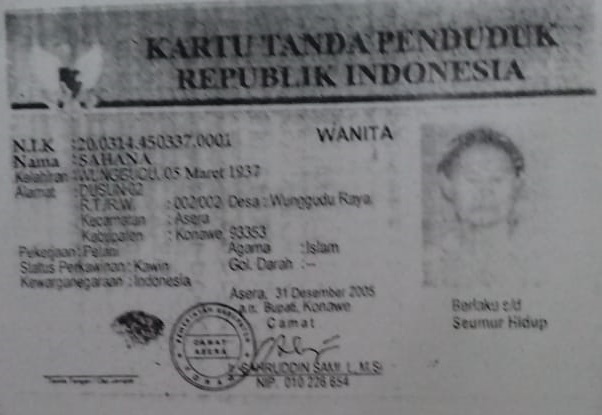 KARTU TANDA PENDUDUK
REPUBLIK INDONESIA
N.I.K : 20.0314.450337.0001 WANITA
Nama : SAHANA
Kelahiran : WUNGGUDU, 05 Maret 1937
Alamat : DUSUN 02
R.T./R.W. : 002/002 Desa : Wunggudu Raya
Kecamatan : Asera
Kabupaten : Konawe, 93353
Pekerjaan : Petani Agama : Islam
Status Perkawinan : Kawin Gol. Darah : --
Kewarganegaraan : Indonesia
Asera, 31 Desember 2005
a.n. Bupati, Konawe
Camat
Berlaku s/d
Seumur Hidup
CAMAT
ASERA
SAHRUDDIN SAMI, L, M.Si
NIP. 010 228 654